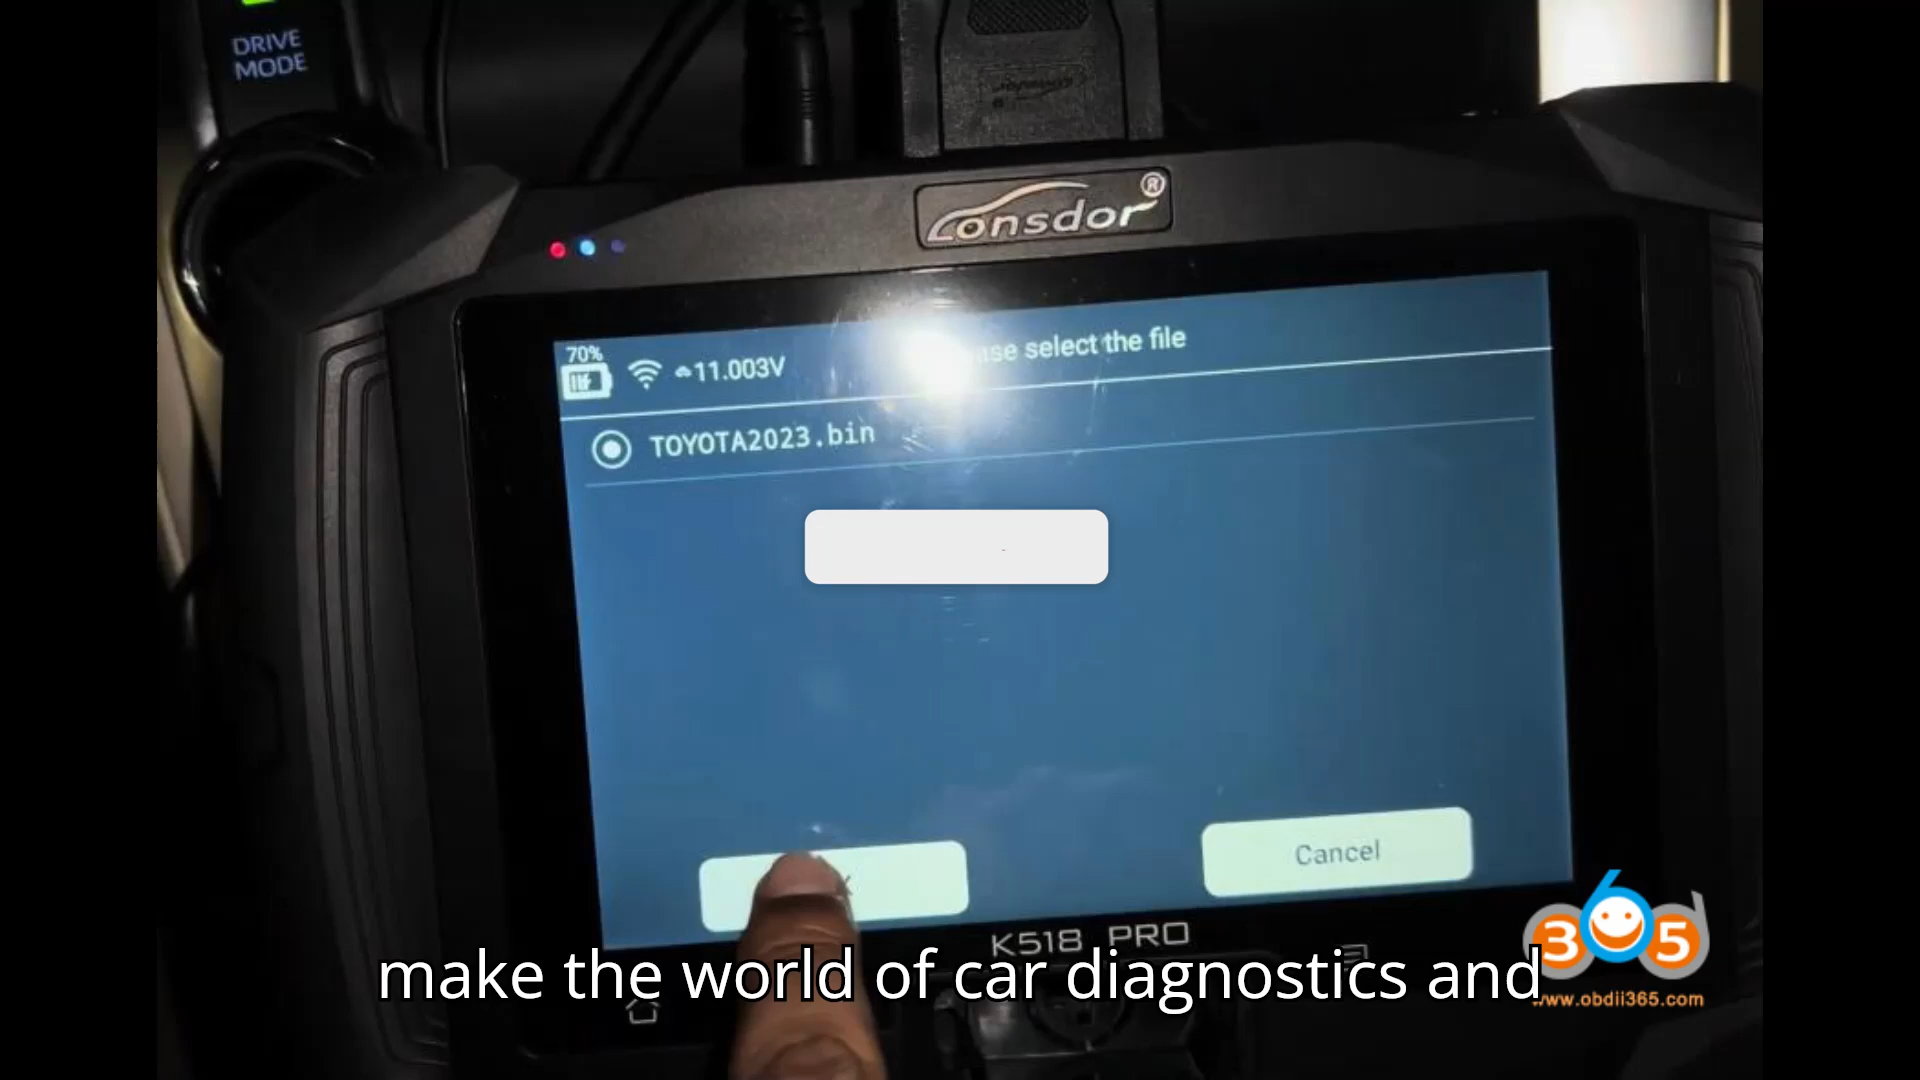 DRIVE
MODE
Lonsdor®
70%
11.003V
select the file
TOYOTA2023.bin
Cancel
K518 PRO
make the world of car diagnostics and
365
www.obdii365.com